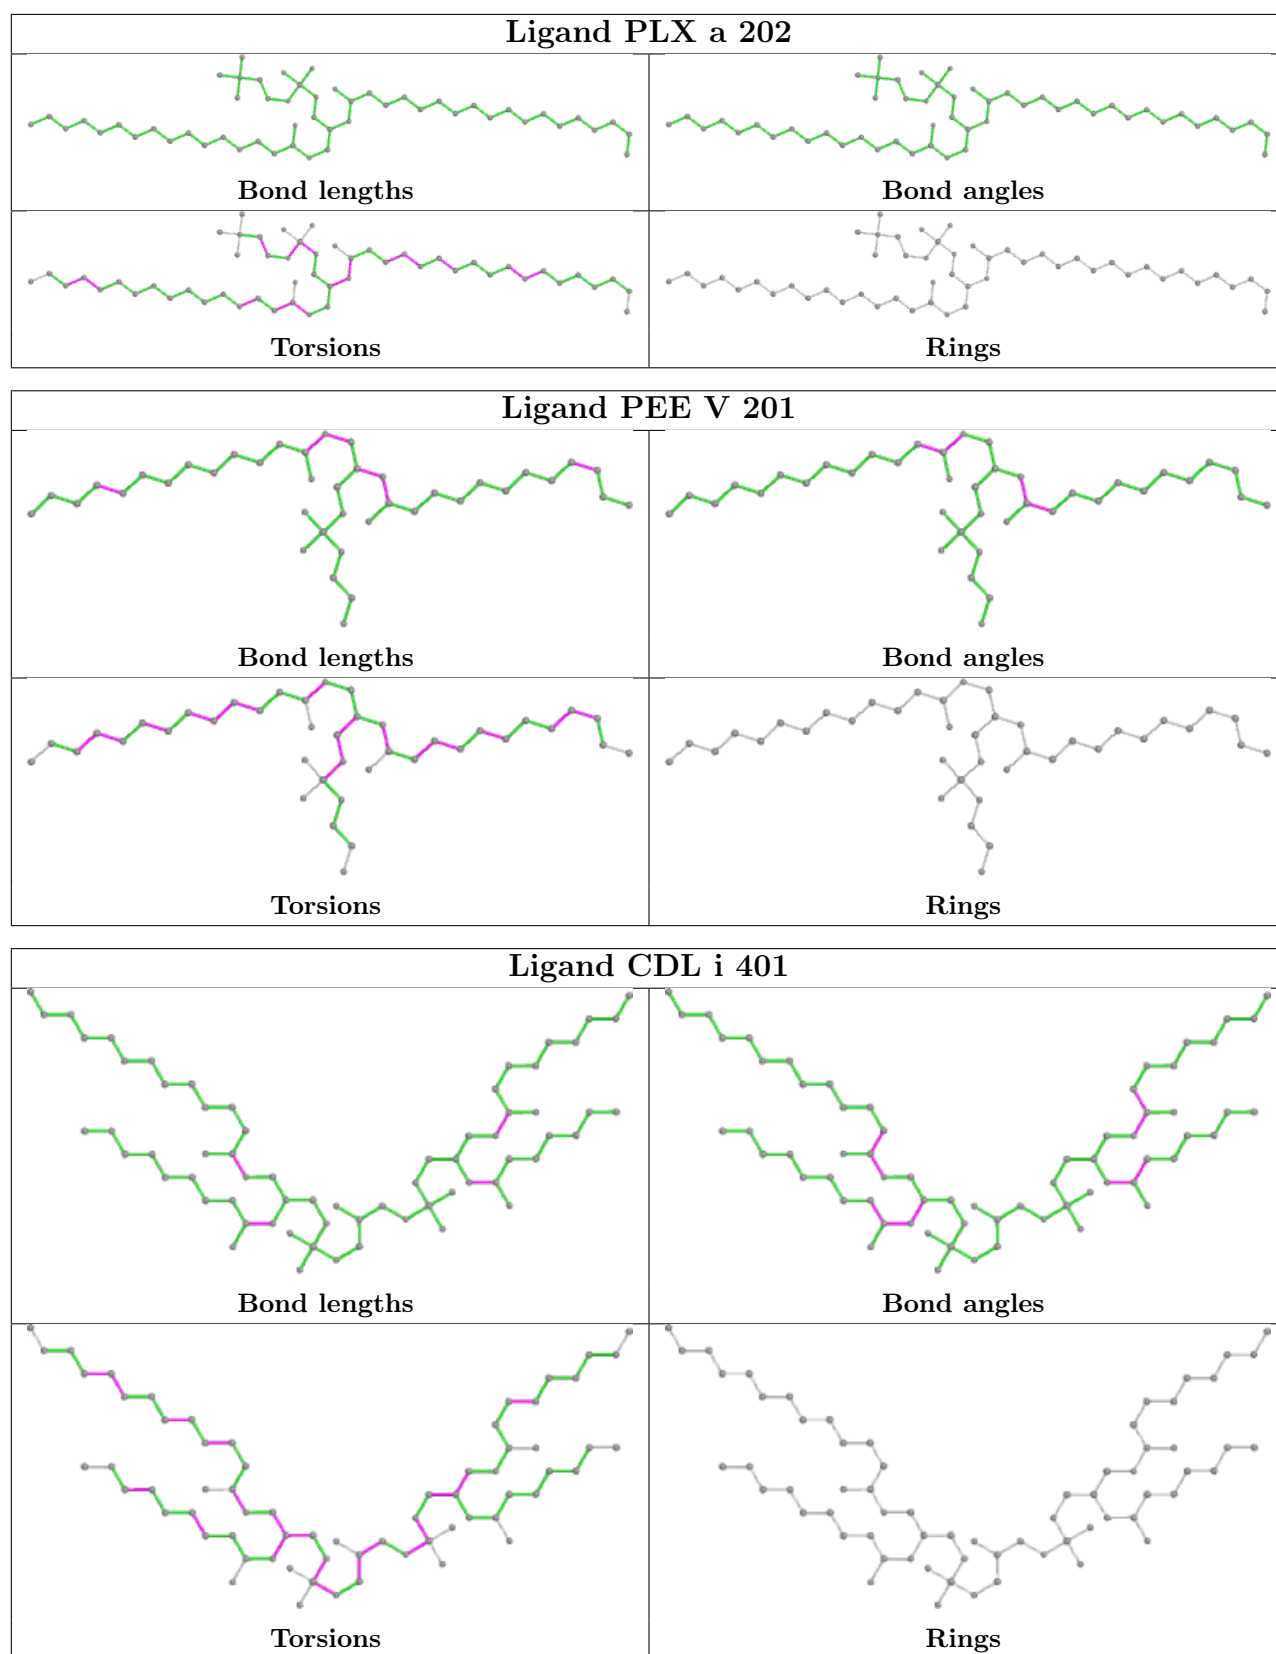 Ligand PLX a 202
Bond lengths
Bond angles
Torsions
Rings
Ligand PEE V 201
Bond lengths
Bond angles
Torsions
Rings
Ligand CDL i 401
Bond lengths
Bond angles
Torsions
Rings